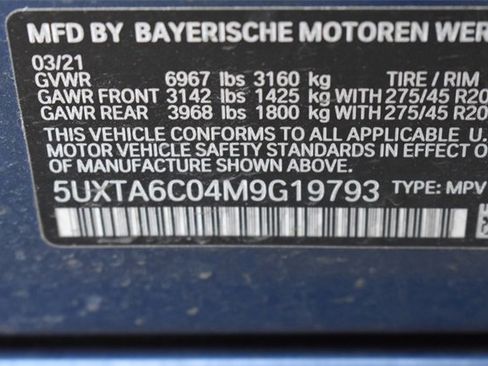 MFD BY BAYERISCHE MOTOREN WER
03/21
GVWR 6967 lbs 3160 kg TIRE / RIM
GAWR FRONT 3142 lbs 1425 kg WITH 275/45 R20
GAWR REAR 3968 lbs 1800 kg WITH 275/45 R20
THIS VEHICLE CONFORMS TO ALL APPLICABLE U.
MOTOR VEHICLE SAFETY STANDARDS IN EFFECT O
SHOWN ABOVE.
5UXTA6C04M9G19793 TYPE: MPV